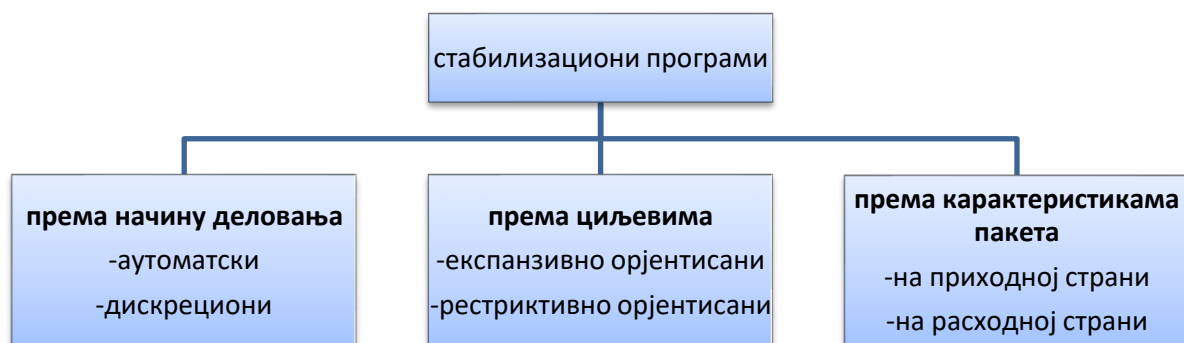 стабилизациони програми
према начину деловања
-аутоматски
-дискрециони
према циљевима
-експанзивно орјентисани
-рестриктивно орјентисани
према карактеристикама
пакета
-на приходној страни
-на расходној страни